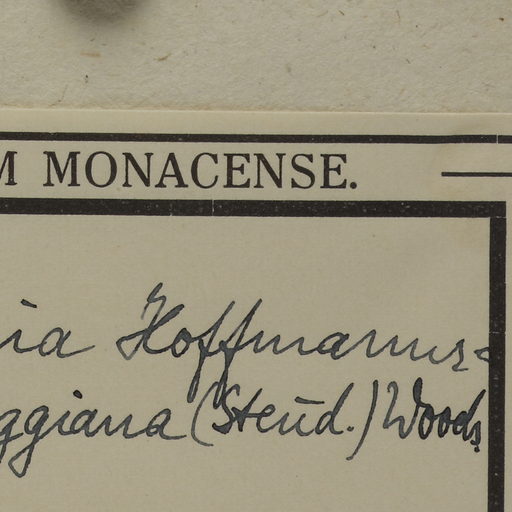 M MONACENSE.
ia Hoffmanns-
ggiana (Steud.) Woods.